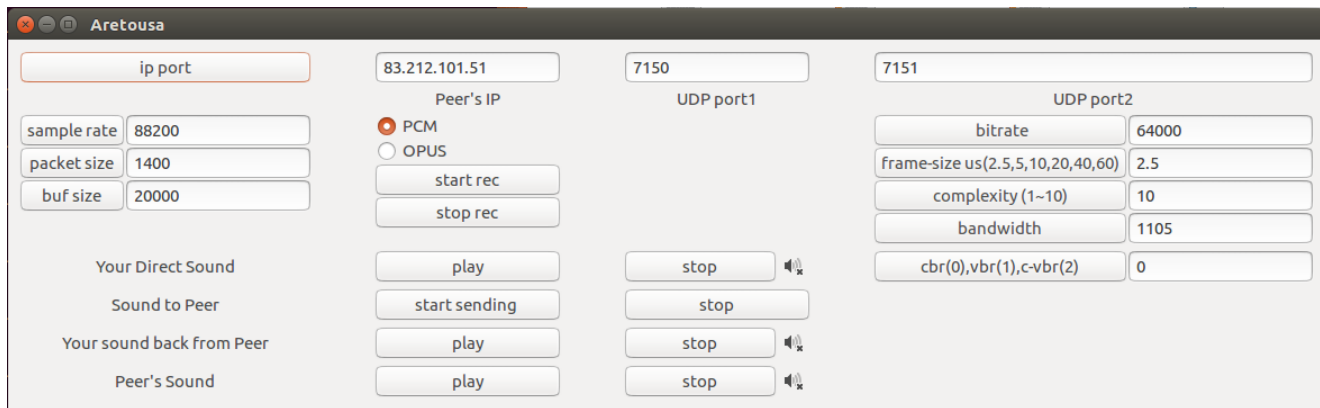 Aretousa
ip port 83.212.101.51 7150 7151
Peer's IP UDP port1 UDP port2
sample rate 88200 PCM bitrate 64000
packet size 1400 OPUS frame-size us(2.5,5,10,20,40,60) 2.5
buf size 20000 start rec complexity (1~10) 10
stop rec bandwidth 1105
Your Direct Sound play stop cbr(0),vbr(1),c-vbr(2) 0
Sound to Peer start sending stop
Your sound back from Peer play stop
Peer's Sound play stop